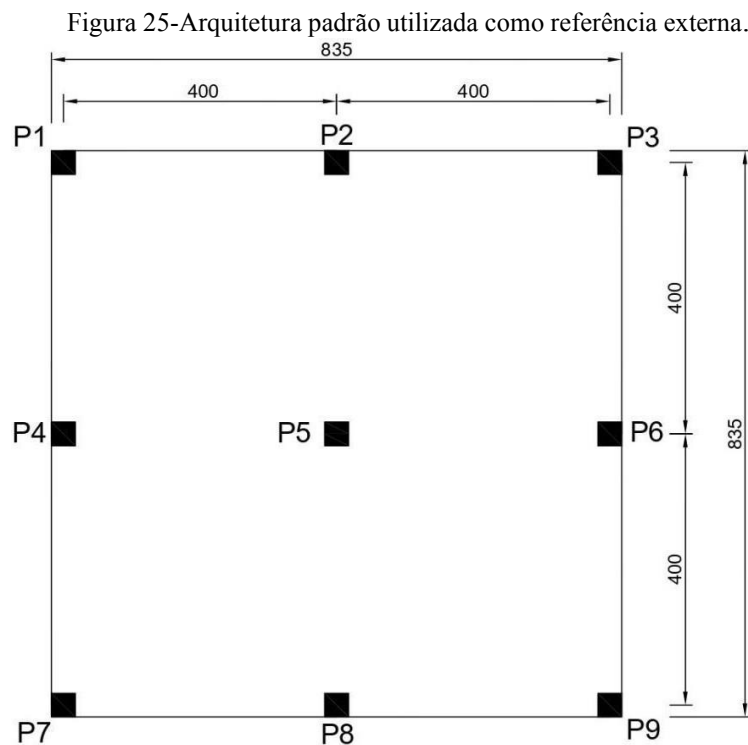 Figura 25-Arquitetura padrão utilizada como referência externa.
835
400
400
P1
P2
P3
400
P4
P5
P6
835
400
P7
P8
P9